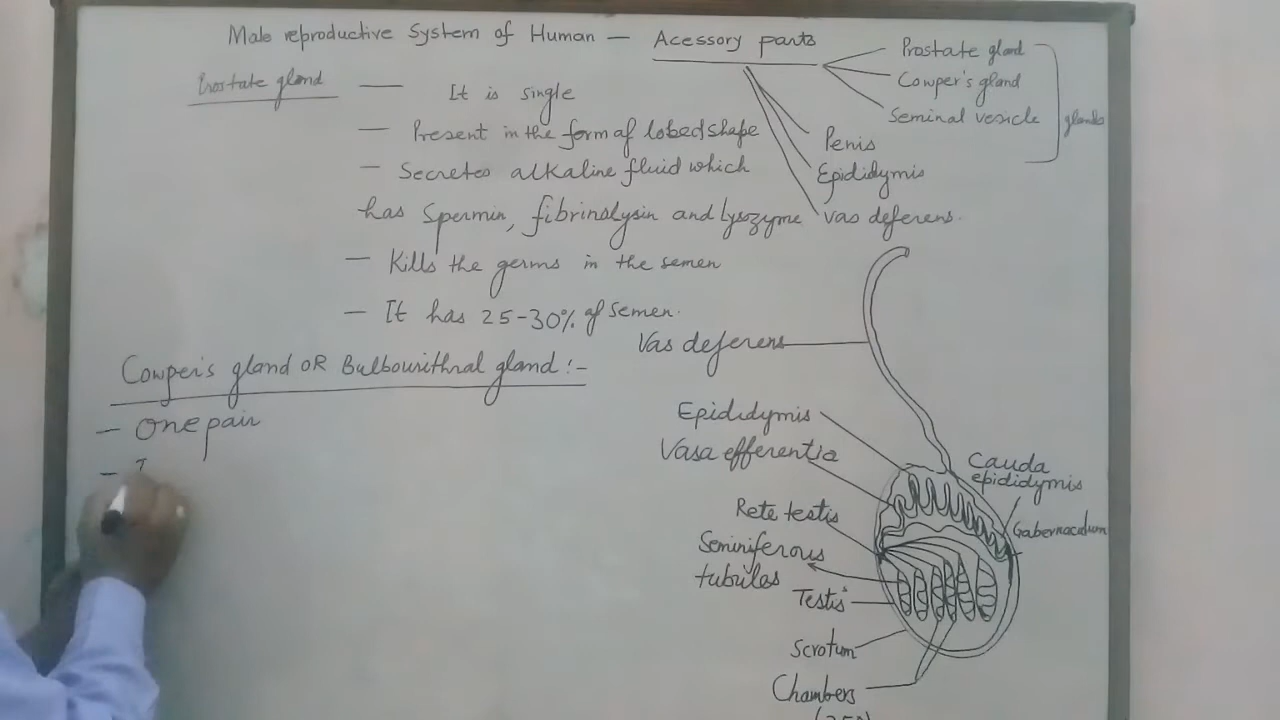 Male reproductive System of Human — Acessory parts
Prostate gland
Cowper's gland
Seminal vesicle
glands
Penis
Epididymis
Vas deferens.
Prostate gland — It is single
— Present in the form of lobed shape
— Secretes alkaline fluid which
has Spermin, fibrinolysin and lysozyme
— Kills the germs in the semen
— It has 25-30% of semen.
Cowper's gland OR Bulbourithral gland :-
— One pair
— I
Vas deferens
Epididymis
Vasa efferentia
Cauda
epididymis
Rete testis
Gabernaculum
Seminiferous
tubules
Testis
Scrotum
Chambers